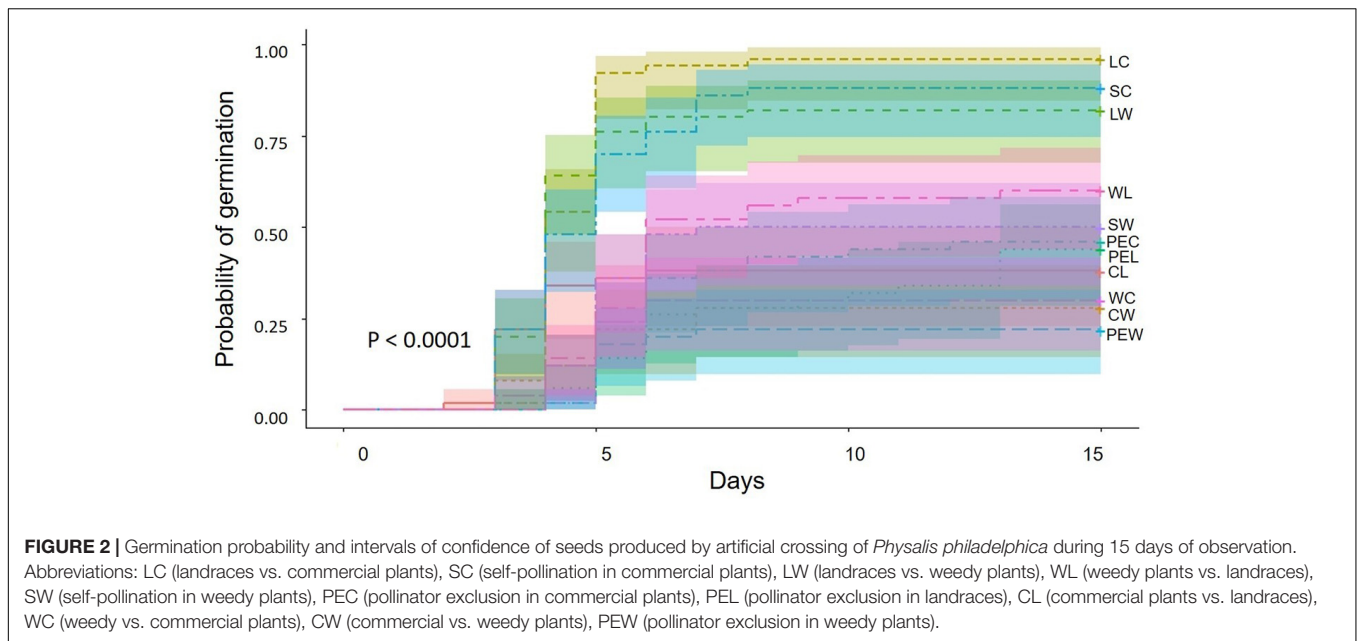 Probability of germination
1.00
0.75
0.50
0.25
0.00
P < 0.0001
LC
SC
LW
WL
SW
PEC
PEL
CL
WC
CW
PEW
0 5 10 15
Days
FIGURE 2 | Germination probability and intervals of confidence of seeds produced by artificial crossing of Physalis philadelphica during 15 days of observation.
Abbreviations: LC (landraces vs. commercial plants), SC (self-pollination in commercial plants), LW (landraces vs. weedy plants), WL (weedy plants vs. landraces),
SW (self-pollination in weedy plants), PEC (pollinator exclusion in commercial plants), PEL (pollinator exclusion in landraces), CL (commercial plants vs. landraces),
WC (weedy vs. commercial plants), CW (commercial vs. weedy plants), PEW (pollinator exclusion in weedy plants).